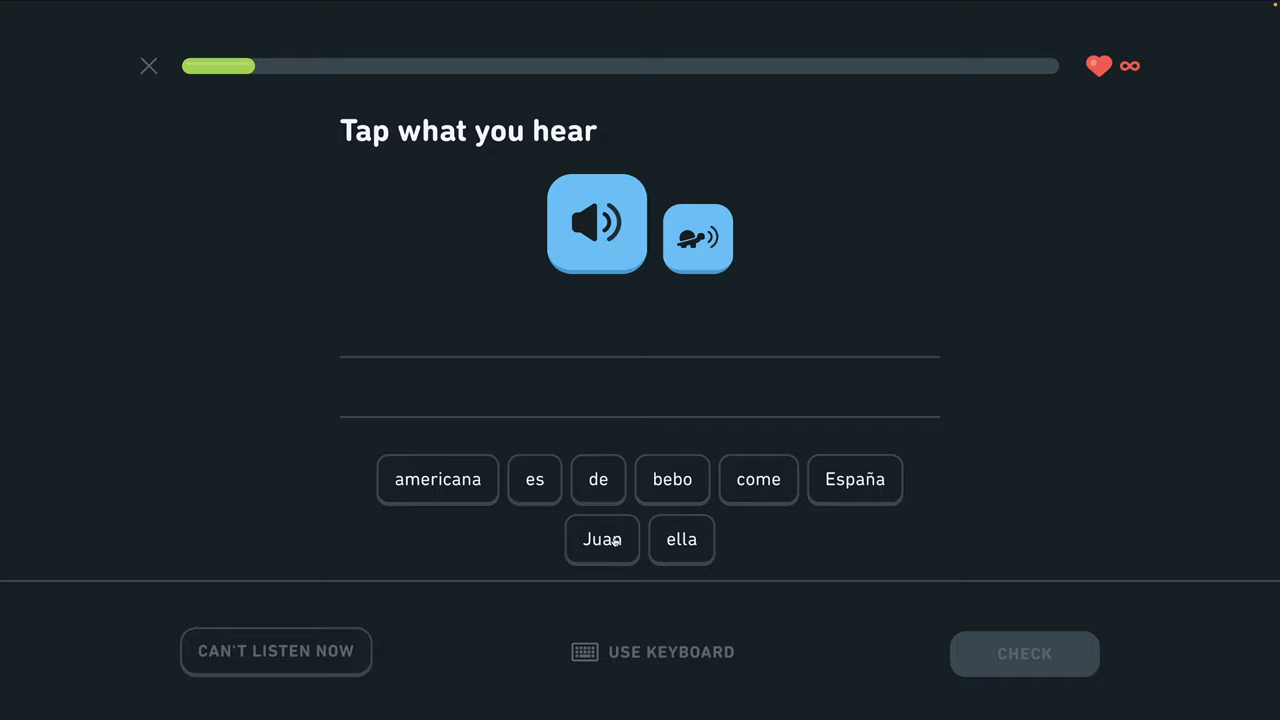 Tap what you hear
americana es de bebo come España
Juan ella
CAN'T LISTEN NOW USE KEYBOARD CHECK